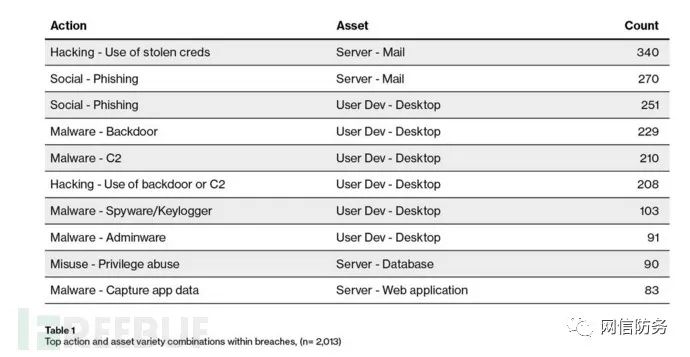 Action Asset Count
Hacking - Use of stolen creds Server - Mail 340
Social - Phishing Server - Mail 270
Social - Phishing User Dev - Desktop 251
Malware - Backdoor User Dev - Desktop 229
Malware - C2 User Dev - Desktop 210
Hacking - Use of backdoor or C2 User Dev - Desktop 208
Malware - Spyware/Keylogger User Dev - Desktop 103
Malware - Adminware User Dev - Desktop 91
Misuse - Privilege abuse Server - Database 90
Malware - Capture app data Server - Web application 83
Table 1
Top action and asset variety combinations within breaches, (n= 2,013)
网信防务